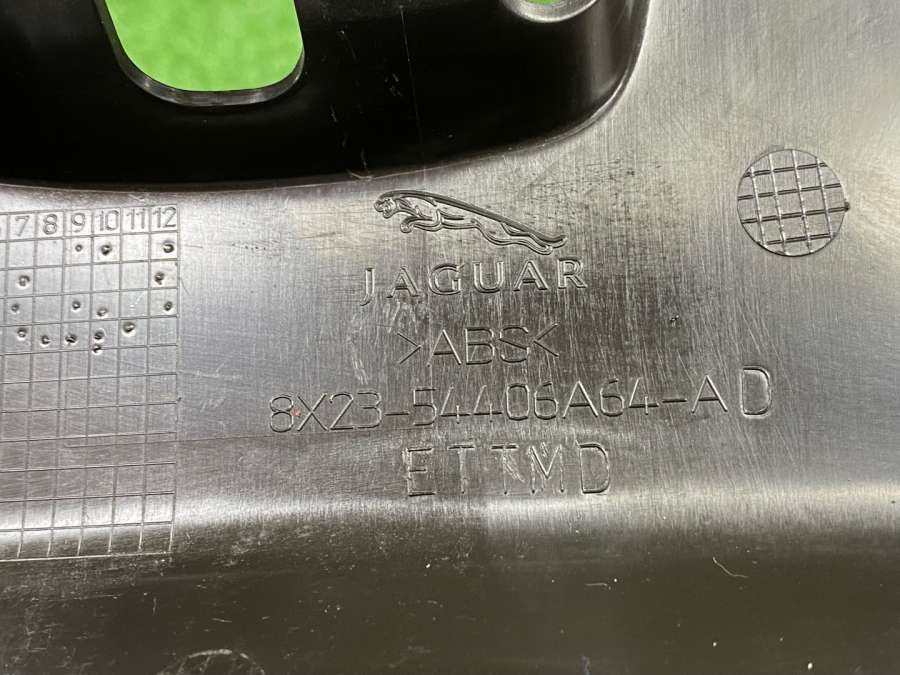 7 8 9 10 11 12
JAGUAR
>ABS<
8X23-54406A64-AD
ETTMD